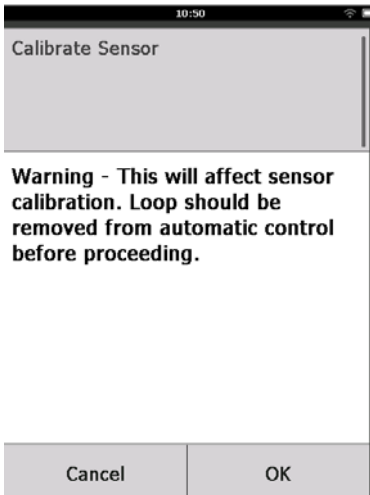 10:50
Calibrate Sensor
Warning - This will affect sensor
calibration. Loop should be
removed from automatic control
before proceeding.
Cancel
OK